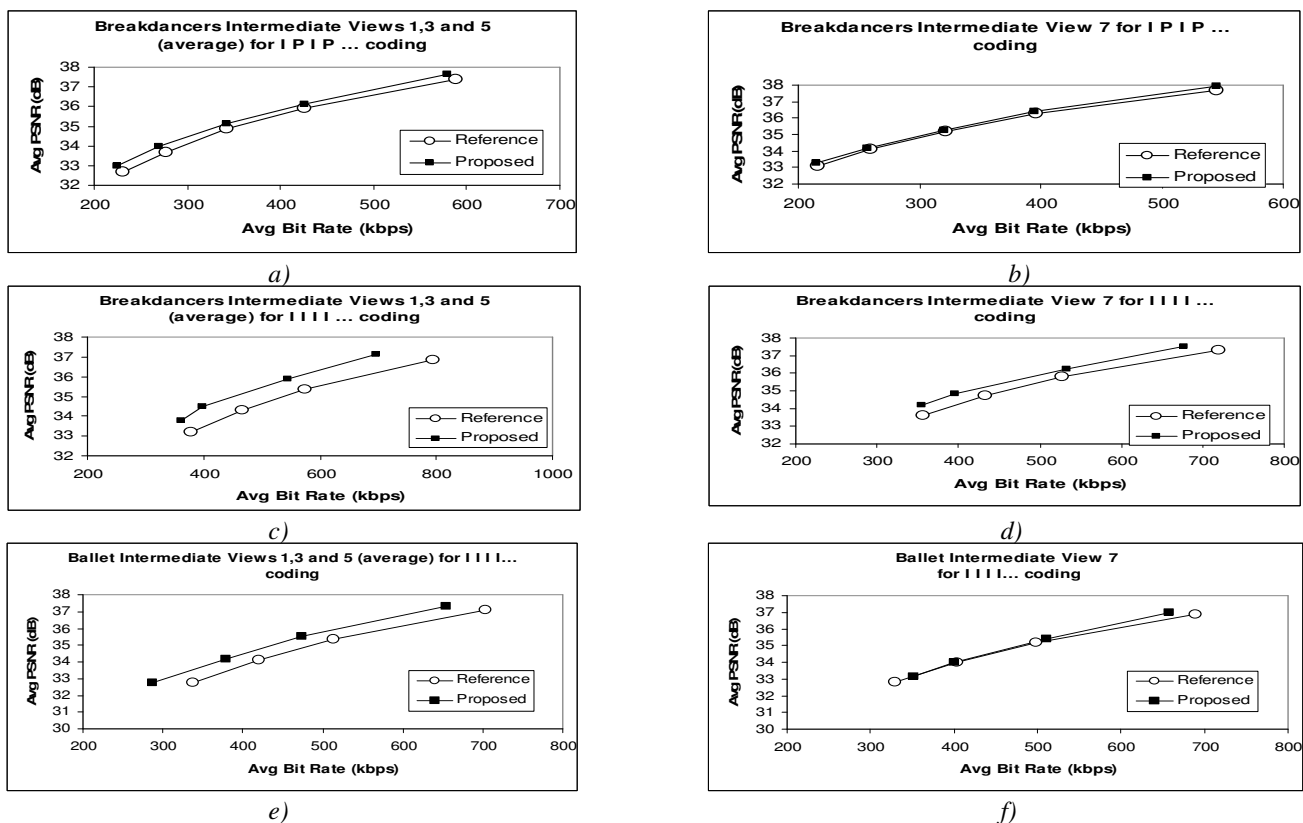 Breakdancers Intermediate Views 1,3 and 5
(average) for I P I P ... coding
Avg PSNR (dB)
38
37
36
35
34
33
32
200 300 400 500 600 700
Avg Bit Rate (kbps)
Reference
Proposed
a)
Breakdancers Intermediate View 7 for I P I P ...
coding
Avg PSNR (dB)
38
37
36
35
34
33
32
200 300 400 500 600
Avg Bit Rate (kbps)
Reference
Proposed
b)
Breakdancers Intermediate Views 1,3 and 5
(average) for I I I I ... coding
Avg PSNR (dB)
38
37
36
35
34
33
32
200 400 600 800 1000
Avg Bit Rate (kbps)
Reference
Proposed
c)
Breakdancers Intermediate View 7 for I I I I ...
coding
Avg PSNR (dB)
38
37
36
35
34
33
32
200 300 400 500 600 700 800
Avg Bit Rate (kbps)
Reference
Proposed
d)
Ballet Intermediate Views 1,3 and 5 (average) for I I I I...
coding
Avg PSNR (dB)
38
37
36
35
34
33
32
31
30
200 300 400 500 600 700 800
Avg Bit Rate (kbps)
Reference
Proposed
e)
Ballet Intermediate View 7
for I I I I... coding
Avg PSNR (dB)
38
37
36
35
34
33
32
31
30
200 300 400 500 600 700 800
Avg Bit Rate (kbps)
Reference
Proposed
f)